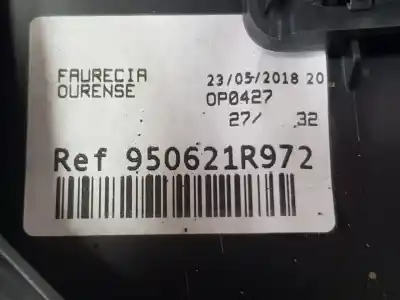 FAURECIA 23/05/2018 20
OURENSE OP0427
27/ 32
Ref 950621R972